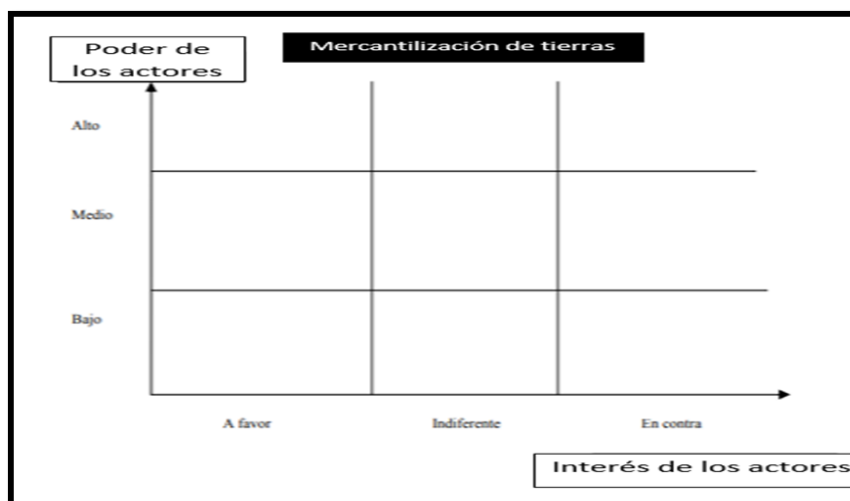 Poder de
los actores
Mercantilización de tierras
Alto
Medio
Bajo
A favor
Indiferente
En contra
Interés de los actores